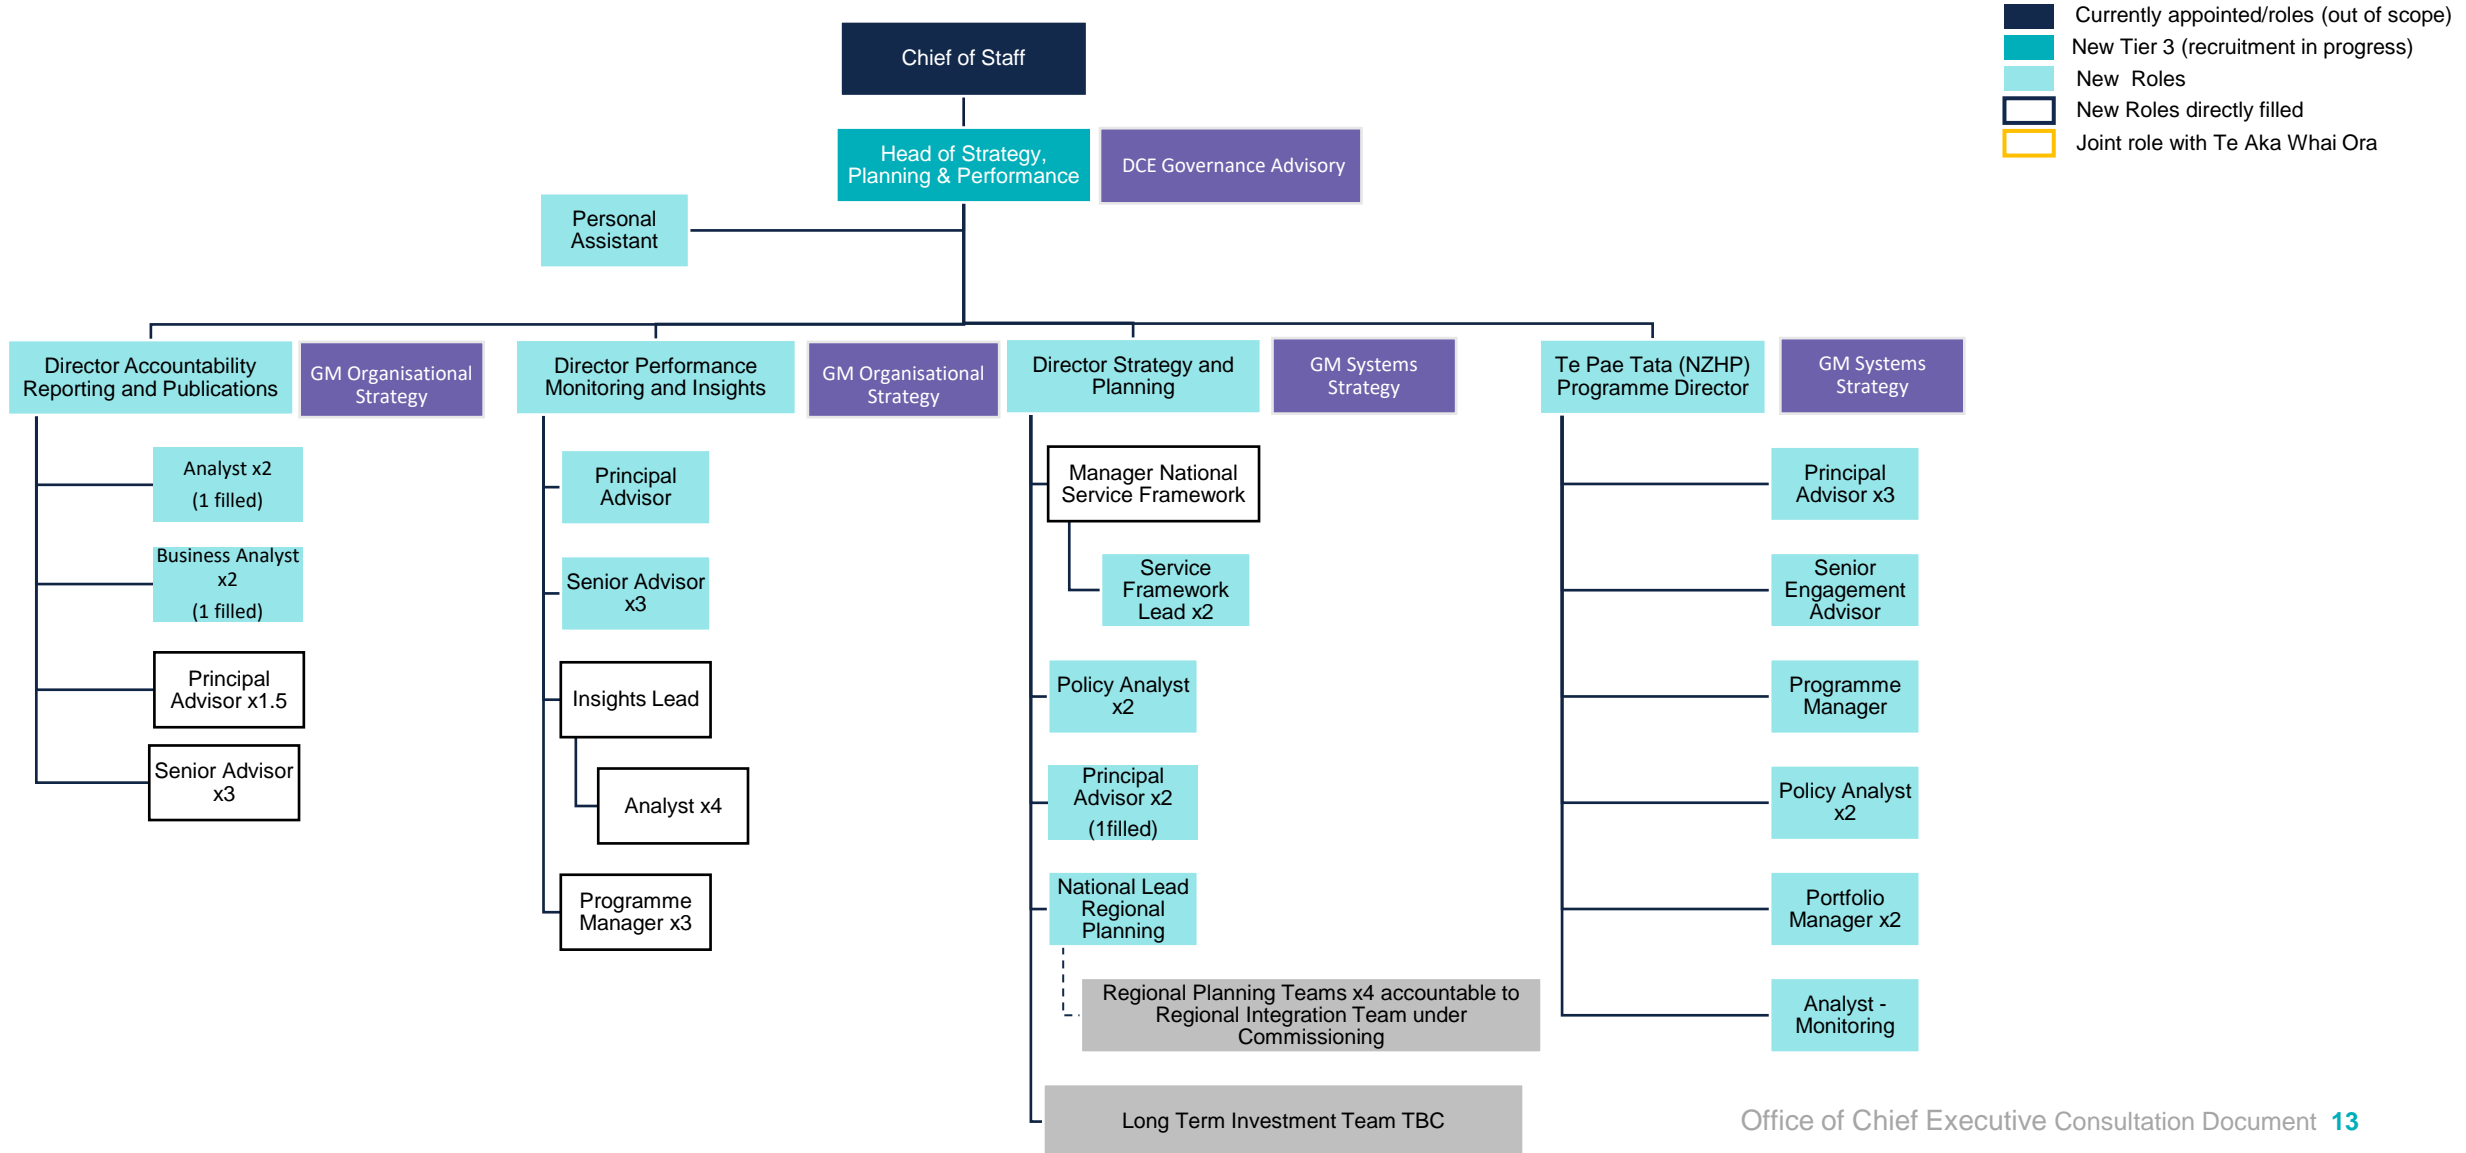 Currently appointed/roles (out of scope)
New Tier 3 (recruitment in progress)
New  Roles
New Roles directly filled
Joint role with Te Aka Whai Ora
Chief of Staff
Head of Strategy,
Planning & Performance
DCE Governance Advisory
Personal
Assistant
Director Accountability
Reporting and Publications
GM Organisational
Strategy
Analyst x2
(1 filled)
Business Analyst
x2
(1 filled)
Principal
Advisor x1.5
Senior Advisor
x3
Director Performance
Monitoring and Insights
GM Organisational
Strategy
Principal
Advisor
Senior Advisor
x3
Insights Lead
Analyst x4
Programme
Manager x3
Director Strategy and
Planning
GM Systems
Strategy
Manager National
Service Framework
Service
Framework
Lead x2
Policy Analyst
x2
Principal
Advisor x2
(1filled)
National Lead
Regional
Planning
Regional Planning Teams x4 accountable to
Regional Integration Team under
Commissioning
Long Term Investment Team TBC
Te Pae Tata (NZHP)
Programme Director
GM Systems
Strategy
Principal
Advisor x3
Senior
Engagement
Advisor
Programme
Manager
Policy Analyst
x2
Portfolio
Manager x2
Analyst -
Monitoring
Office of Chief Executive Consultation Document 13